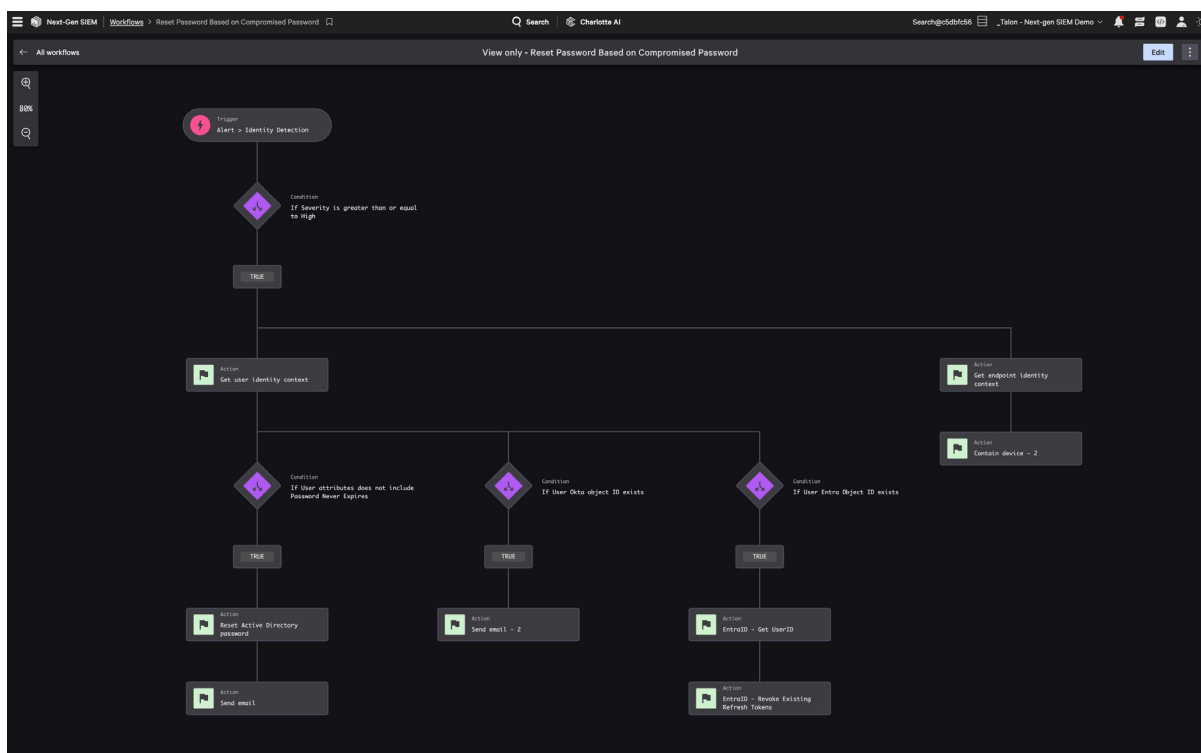 Next-Gen SIEM Workflows > Reset Password Based on Compromised Password Search Charlotte AI Search@c5dbfc56 _Talon - Next-gen SIEM Demo
All workflows View only - Reset Password Based on Compromised Password Edit
80%
Trigger
Alert > Identity Detection
Condition
If Severity is greater than or equal
to High
TRUE
Action
Get user identity context
Action
Get endpoint identity
context
Action
Contain device - 2
Condition
If User attributes does not include
Password Never Expires
Condition
If User Okta object ID exists
Condition
If User Entra Object ID exists
TRUE
TRUE
TRUE
Action
Reset Active Directory
password
Action
Send email - 2
Action
EntraID - Get UserID
Action
Send email
Action
EntraID - Revoke Existing
Refresh Tokens